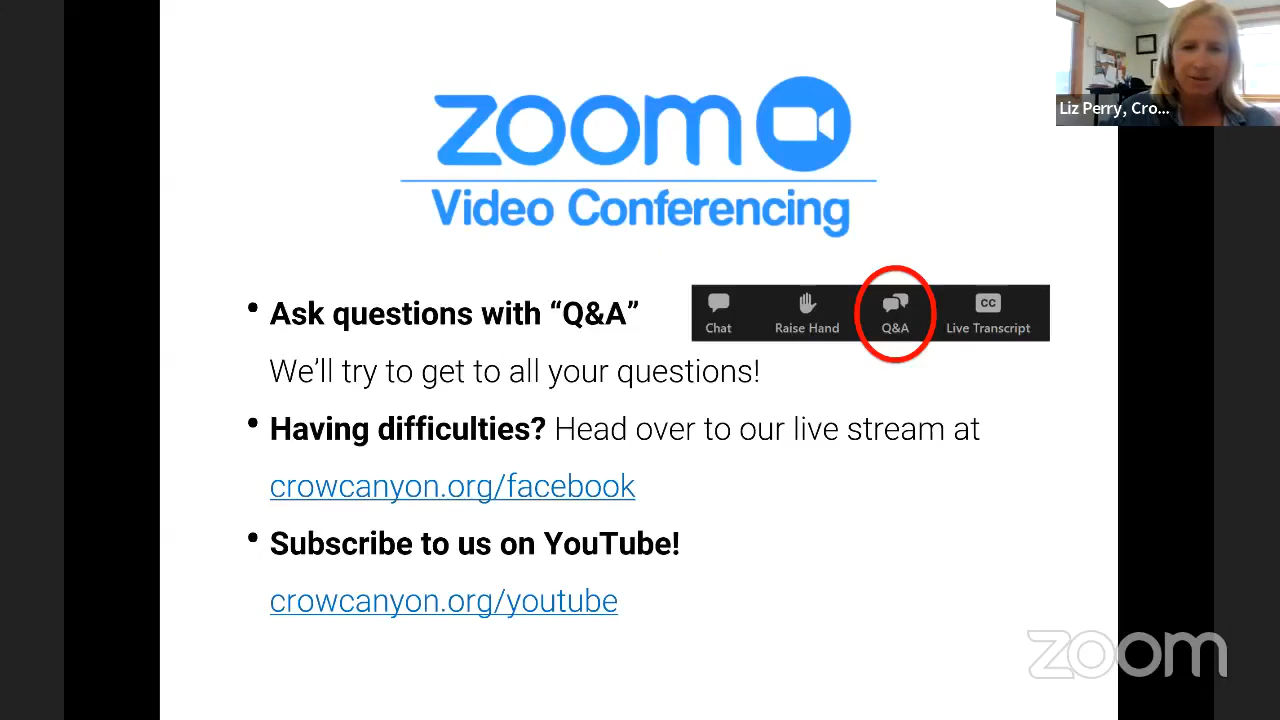 zoom
Video Conferencing
Liz Perry, Cro...
• Ask questions with “Q&A”
Chat
Raise Hand
Q&A
CC
Live Transcript
We’ll try to get to all your questions!
• Having difficulties? Head over to our live stream at
crowcanyon.org/facebook
• Subscribe to us on YouTube!
crowcanyon.org/youtube
zoom